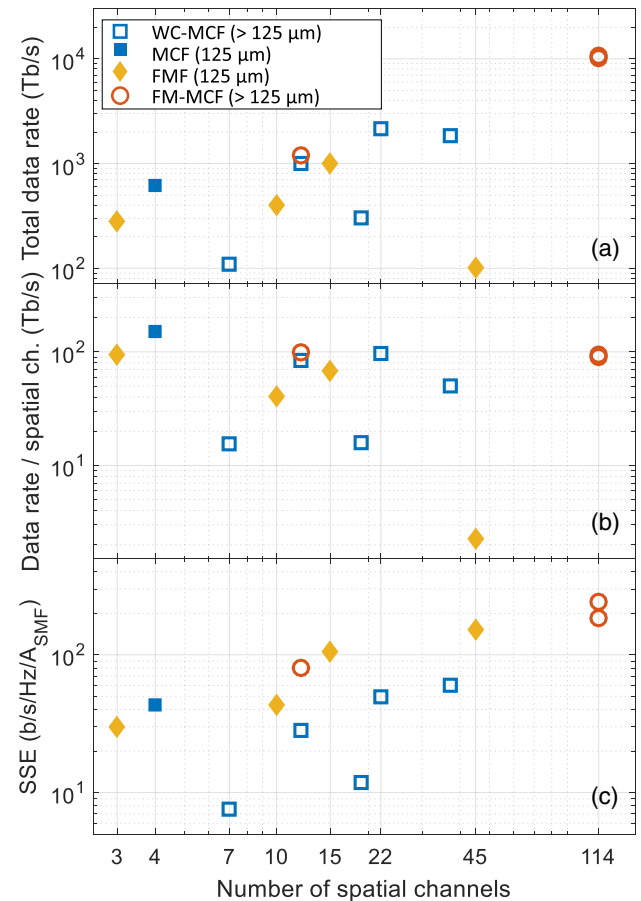 WC-MCF (> 125 μm)
MCF (125 μm)
FMF (125 μm)
FM-MCF (> 125 μm)
Total data rate (Tb/s)
10^4
10^3
10^2
(a)
Data rate / spatial ch. (Tb/s)
10^2
10^1
(b)
SSE (b/s/Hz/A_SMF)
10^2
10^1
(c)
3 4 7 10 15 22 45 114
Number of spatial channels